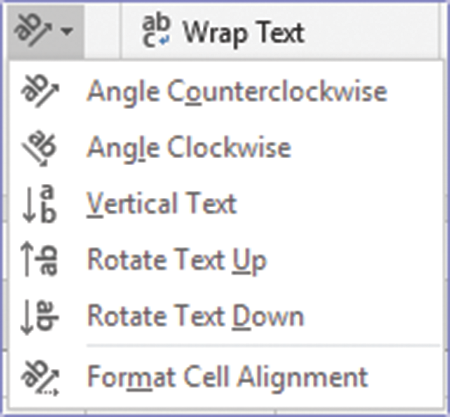 Wrap Text
Angle Counterclockwise
Angle Clockwise
Vertical Text
Rotate Text Up
Rotate Text Down
Format Cell Alignment